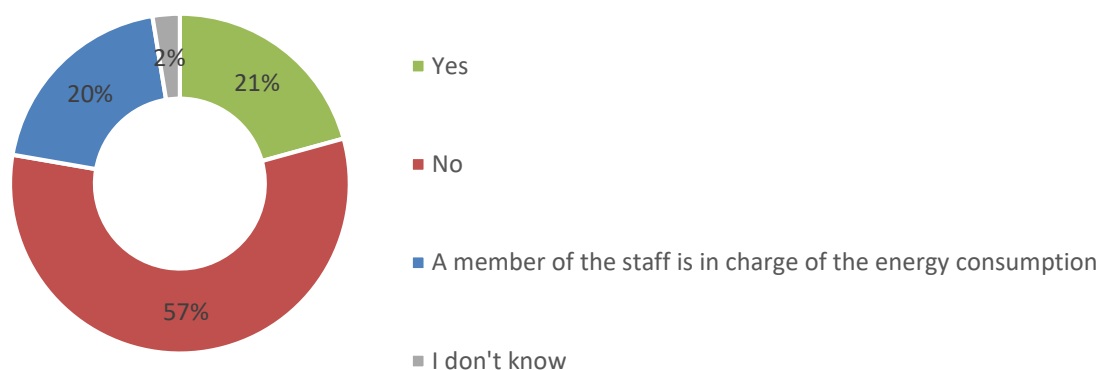 2%
21%
20%
57%
Yes
No
A member of the staff is in charge of the energy consumption
I don't know